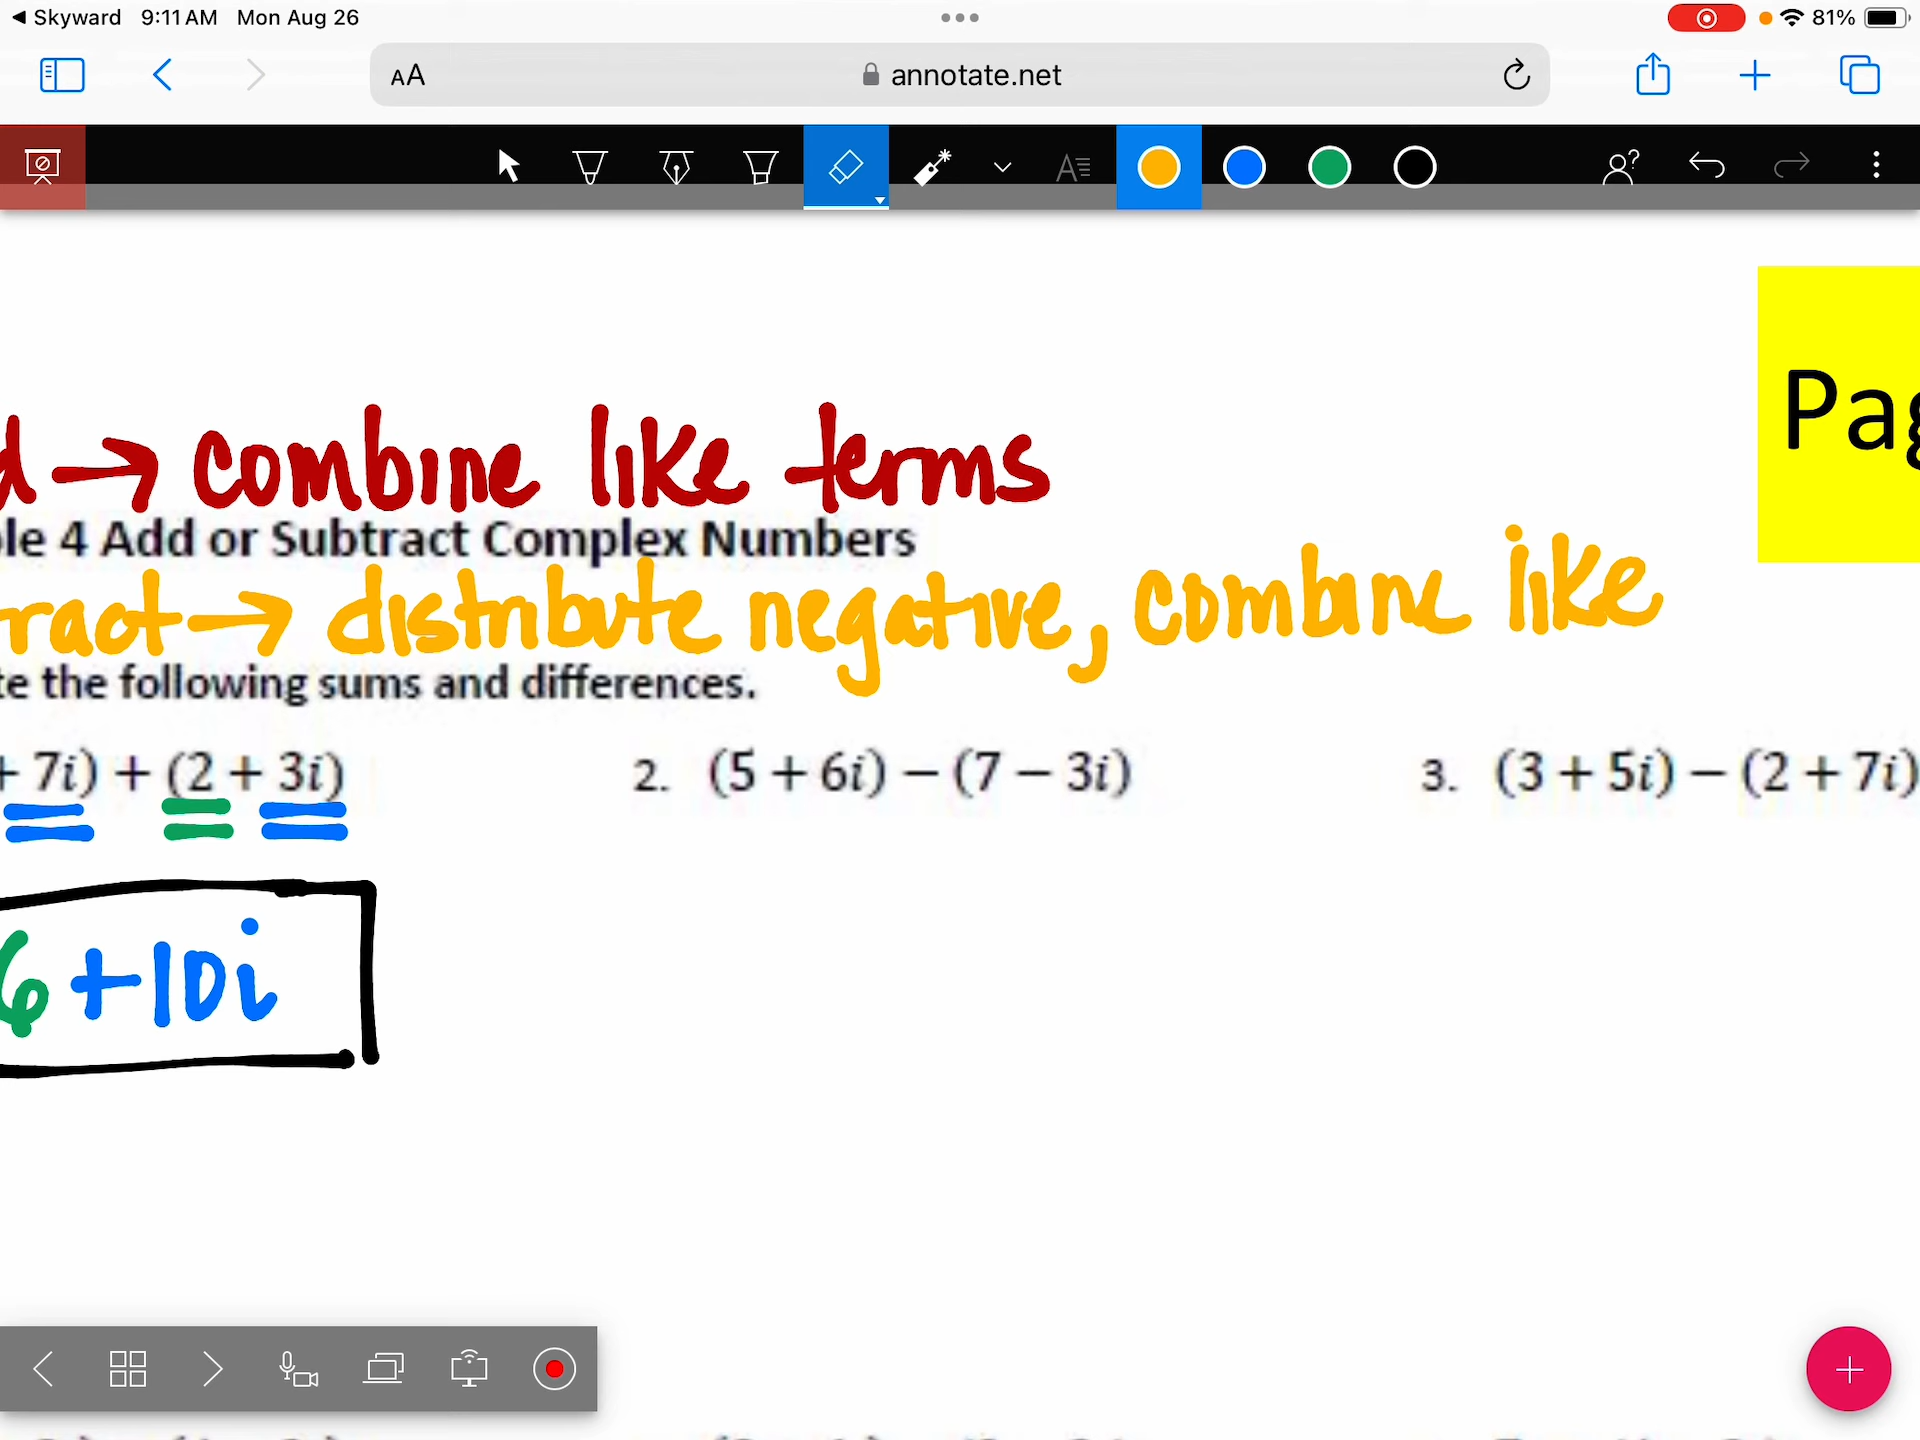 Skyward 9:11 AM Mon Aug 26
81%
AA annotate.net
Pag
d → combine like terms
le 4 Add or Subtract Complex Numbers
ract → distribute negative, combine like
te the following sums and differences.
+ 7i) + (2 + 3i)
2. (5 + 6i) – (7 – 3i)
3. (3 + 5i) – (2 + 7i)
6 + 10i